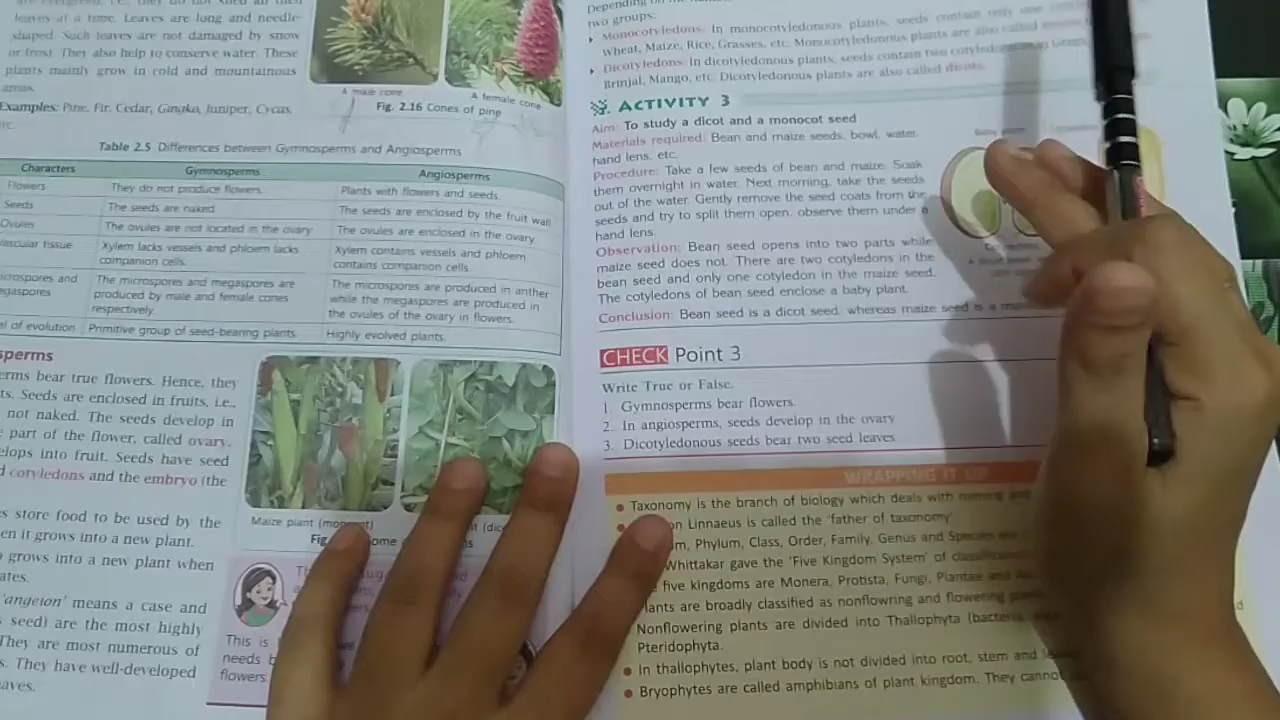 leaves at a time. Leaves are long and needle-
shaped. Such leaves are not damaged by snow
or frost. They also help to conserve water. These
plants mainly grow in cold and mountainous
areas.
Examples: Pine, Fir, Cedar, Ginkgo, Juniper, Cycas,
etc.
A male cone
A female cone
Fig. 2.16 Cones of pine
Table 2.5 Differences between Gymnosperms and Angiosperms
Characters Gymnosperms Angiosperms
Flowers They do not produce flowers. Plants with flowers and seeds.
Seeds The seeds are naked The seeds are enclosed by the fruit wall
Ovules The ovules are not located in the ovary The ovules are enclosed in the ovary
vascular tissue Xylem lacks vessels and phloem lacks companion cells. Xylem contains vessels and phloem contains companion cells.
microspores and megaspores The microspores and megaspores are produced by male and female cones respectively. The microspores are produced in anther while the megaspores are produced in the ovules of the ovary in flowers.
of evolution Primitive group of seed-bearing plants. Highly evolved plants.
sperms
erms bear true flowers. Hence, they
ts. Seeds are enclosed in fruits, i.e.,
not naked. The seeds develop in
part of the flower, called ovary.
elops into fruit. Seeds have seed
d cotyledons and the embryo (the
store food to be used by the
en it grows into a new plant.
grows into a new plant when
ates.
'angeion' means a case and
seed) are the most highly
They are most numerous of
s. They have well-developed
eaves.
Maize plant (monocot)
Fig.
This is
needs
flowers.
Depending on the
two groups:
Monocotyledons: In monocotyledonous plants, seeds contain only one
Wheat, Maize, Rice, Grasses, etc. Monocotyledonous plants are also called
Dicotyledons: In dicotyledonous plants, seeds contain two
Brinjal, Mango, etc. Dicotyledonous plants are also called dicots.
ACTIVITY 3
Aim: To study a dicot and a monocot seed
Materials required: Bean and maize seeds, bowl, water,
hand lens, etc.
Procedure: Take a few seeds of bean and maize. Soak
them overnight in water. Next morning, take the seeds
out of the water. Gently remove the seed coats from the
seeds and try to split them open. observe them under a
hand lens.
Observation: Bean seed opens into two parts while
maize seed does not. There are two cotyledons in the
bean seed and only one cotyledon in the maize seed.
The cotyledons of bean seed enclose a baby plant.
Conclusion: Bean seed is a dicot seed, whereas maize seed is a
CHECK Point 3
Write True or False.
1. Gymnosperms bear flowers.
2. In angiosperms, seeds develop in the ovary
3. Dicotyledonous seeds bear two seed leaves
WRAPPING IT UP
Taxonomy is the branch of biology which deals with naming and
on Linnaeus is called the 'father of taxonomy'
m, Phylum, Class, Order, Family, Genus and Species are
Whittakar gave the 'Five Kingdom System' of
five kingdoms are Monera, Protista, Fungi, Plantae and
lants are broadly classified as nonflowring and flowering
Nonflowering plants are divided into Thallophyta
Pteridophyta.
In thallophytes, plant body is not divided into root, stem and
Bryophytes are called amphibians of plant kingdom. They cannot